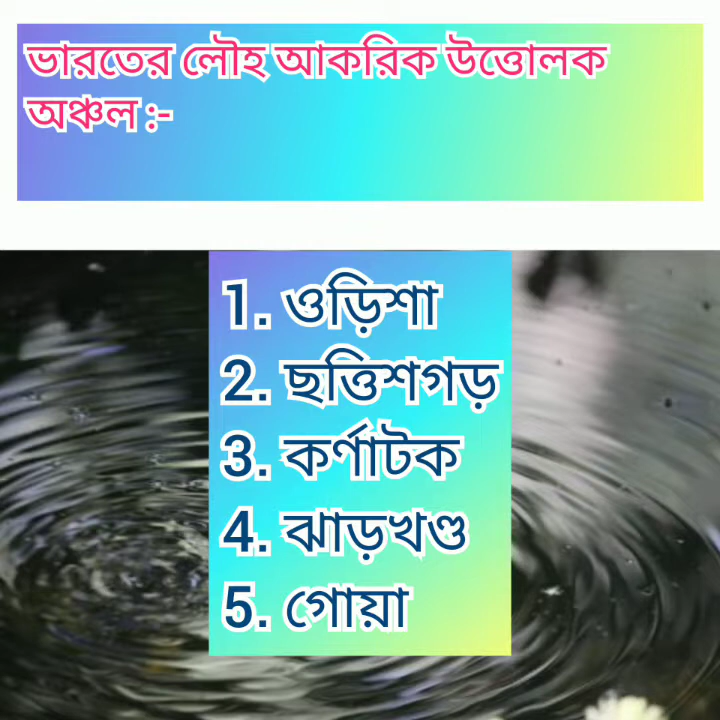 ভারতের লৌহ আকরিক উত্তোলক
অঞ্চল :-
1. ওড়িশা
2. ছত্তিশগড়
3. কর্ণাটক
4. ঝাড়খণ্ড
5. গোয়া